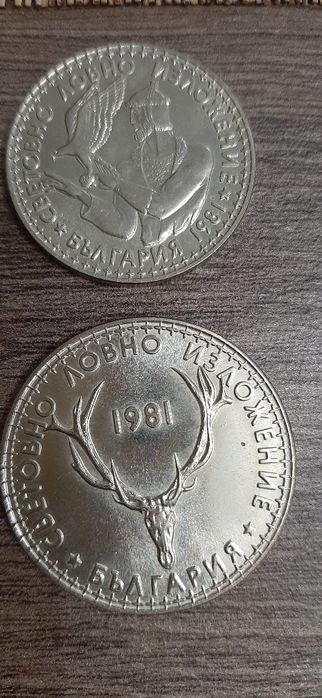 СВЕТОВНО ЛОВНО ИЗЛОЖЕНИЕ
★ БЪЛГАРИЯ 1981 ★
СВЕТОВНО ЛОВНО ИЗЛОЖЕНИЕ
1981
★ БЪЛГАРИЯ ★